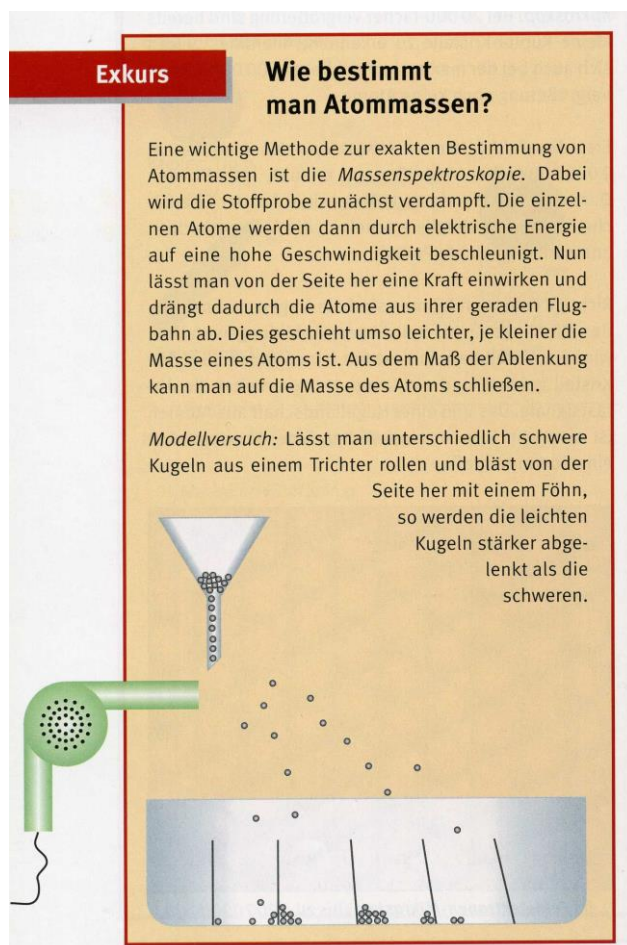 Exkurs
Wie bestimmt
man Atommassen?
Eine wichtige Methode zur exakten Bestimmung von
Atommassen ist die Massenspektroskopie. Dabei
wird die Stoffprobe zunächst verdampft. Die einzel-
nen Atome werden dann durch elektrische Energie
auf eine hohe Geschwindigkeit beschleunigt. Nun
lässt man von der Seite her eine Kraft einwirken und
drängt dadurch die Atome aus ihrer geraden Flug-
bahn ab. Dies geschieht umso leichter, je kleiner die
Masse eines Atoms ist. Aus dem Maß der Ablenkung
kann man auf die Masse des Atoms schließen.
Modellversuch: Lässt man unterschiedlich schwere
Kugeln aus einem Trichter rollen und bläst von der
Seite her mit einem Föhn,
so werden die leichten
Kugeln stärker abge-
lenkt als die
schweren.